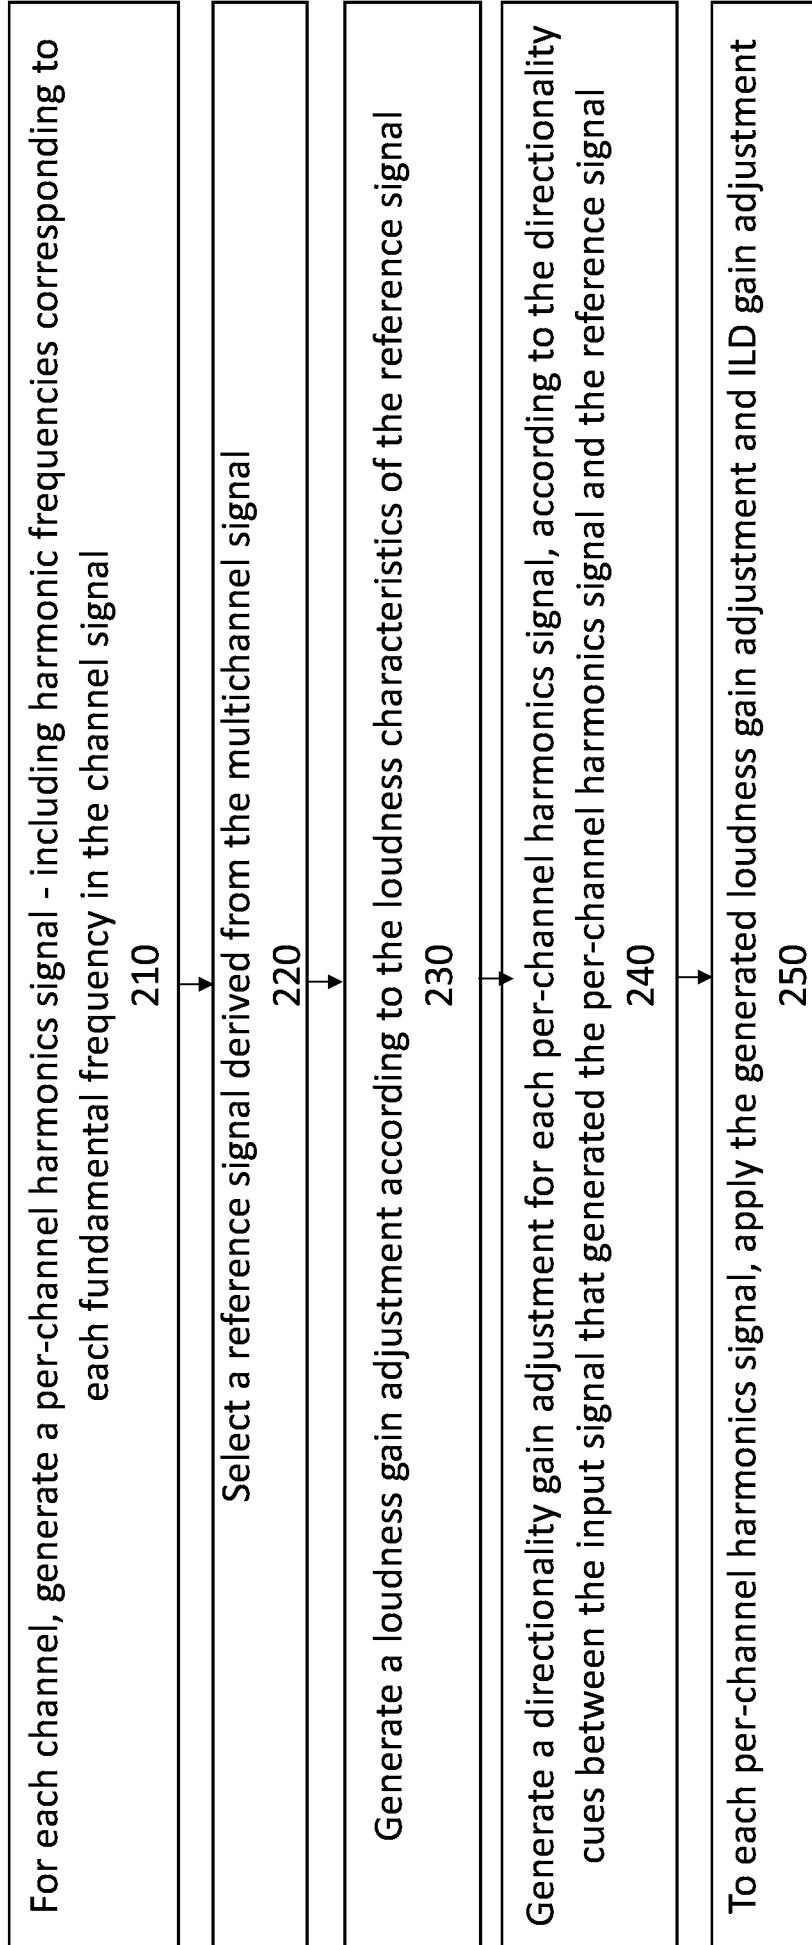 For each channel, generate a per-channel harmonics signal - including harmonic frequencies corresponding to
each fundamental frequency in the channel signal
210
Select a reference signal derived from the multichannel signal
220
Generate a loudness gain adjustment according to the loudness characteristics of the reference signal
230
Generate a directionality gain adjustment for each per-channel harmonics signal, according to the directionality
cues between the input signal that generated the per-channel harmonics signal and the reference signal
240
To each per-channel harmonics signal, apply the generated loudness gain adjustment and ILD gain adjustment
250